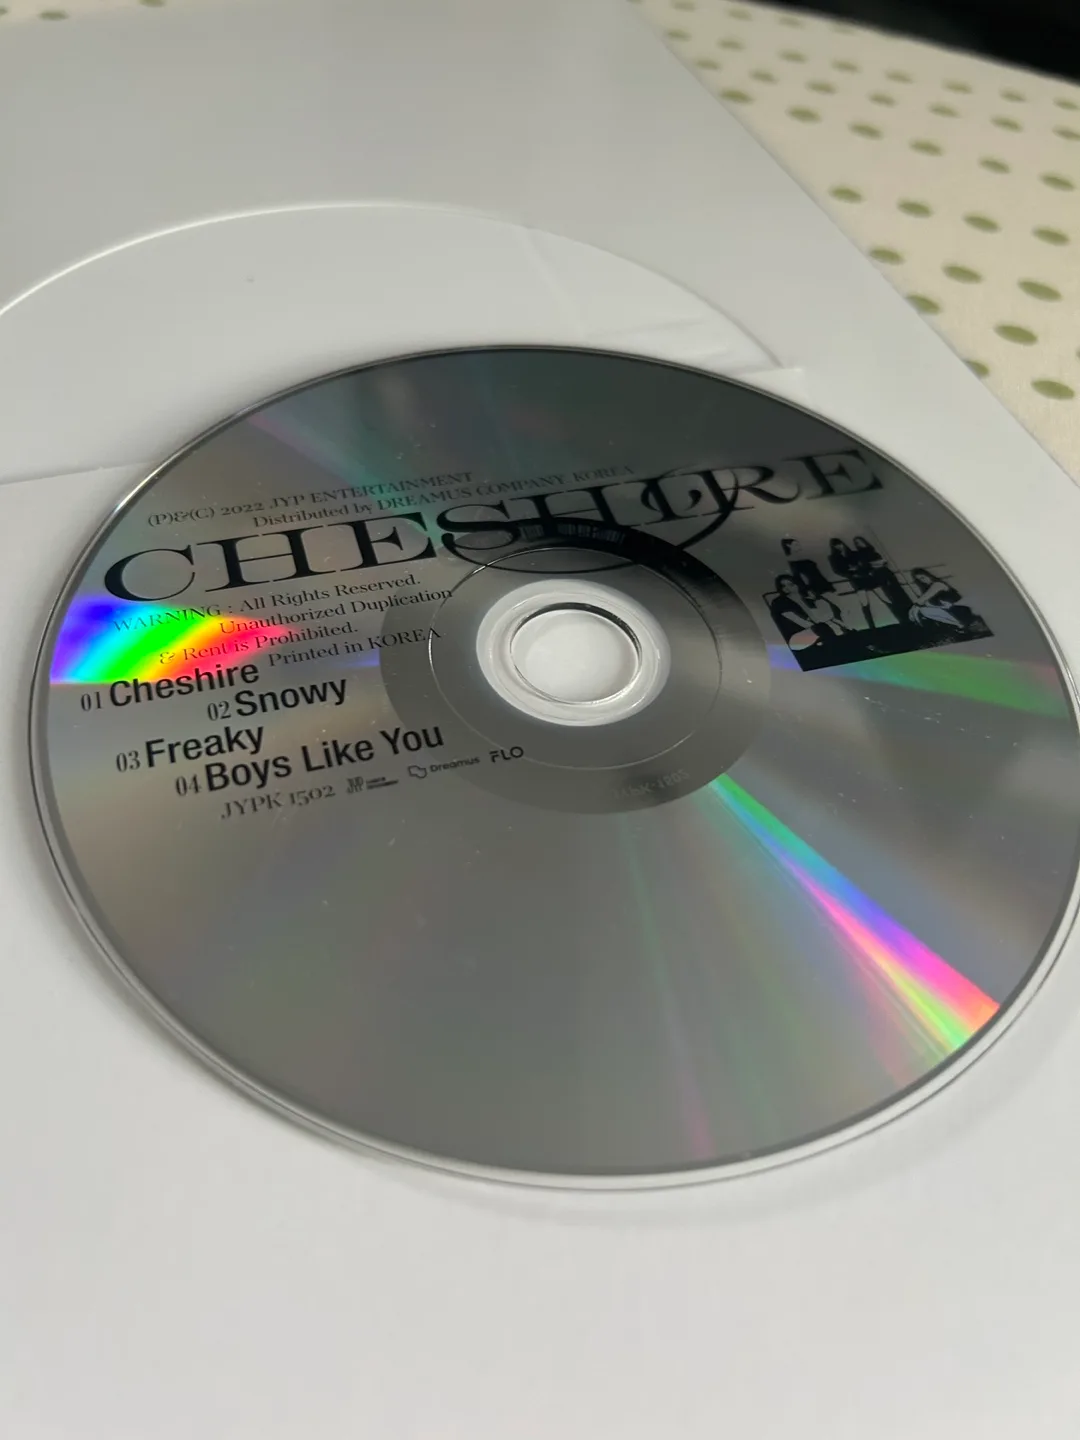 (P)&(C) 2022 JYP ENTERTAINMENT
Distributed by DREAMUS COMPANY, KOREA
CHESHIRE
WARNING : All Rights Reserved.
Unauthorized Duplication
& Rent is Prohibited.
Printed in KOREA
01 Cheshire
02 Snowy
03 Freaky
04 Boys Like You
JYPK 1502 Dreamus FLO